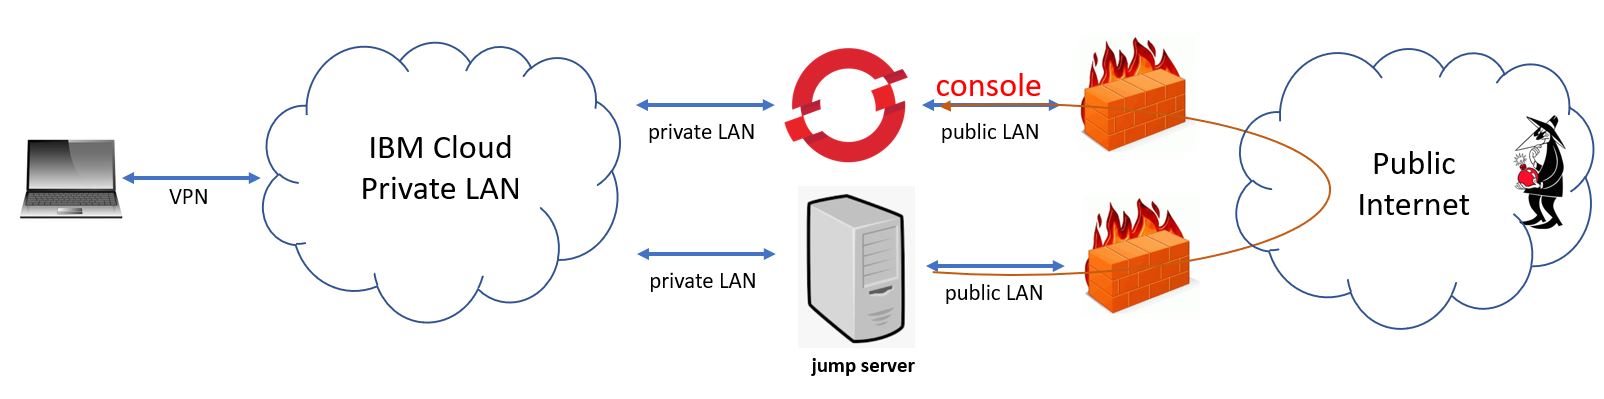 VPN
IBM Cloud
Private LAN
private LAN
private LAN
console
public LAN
public LAN
jump server
Public
Internet